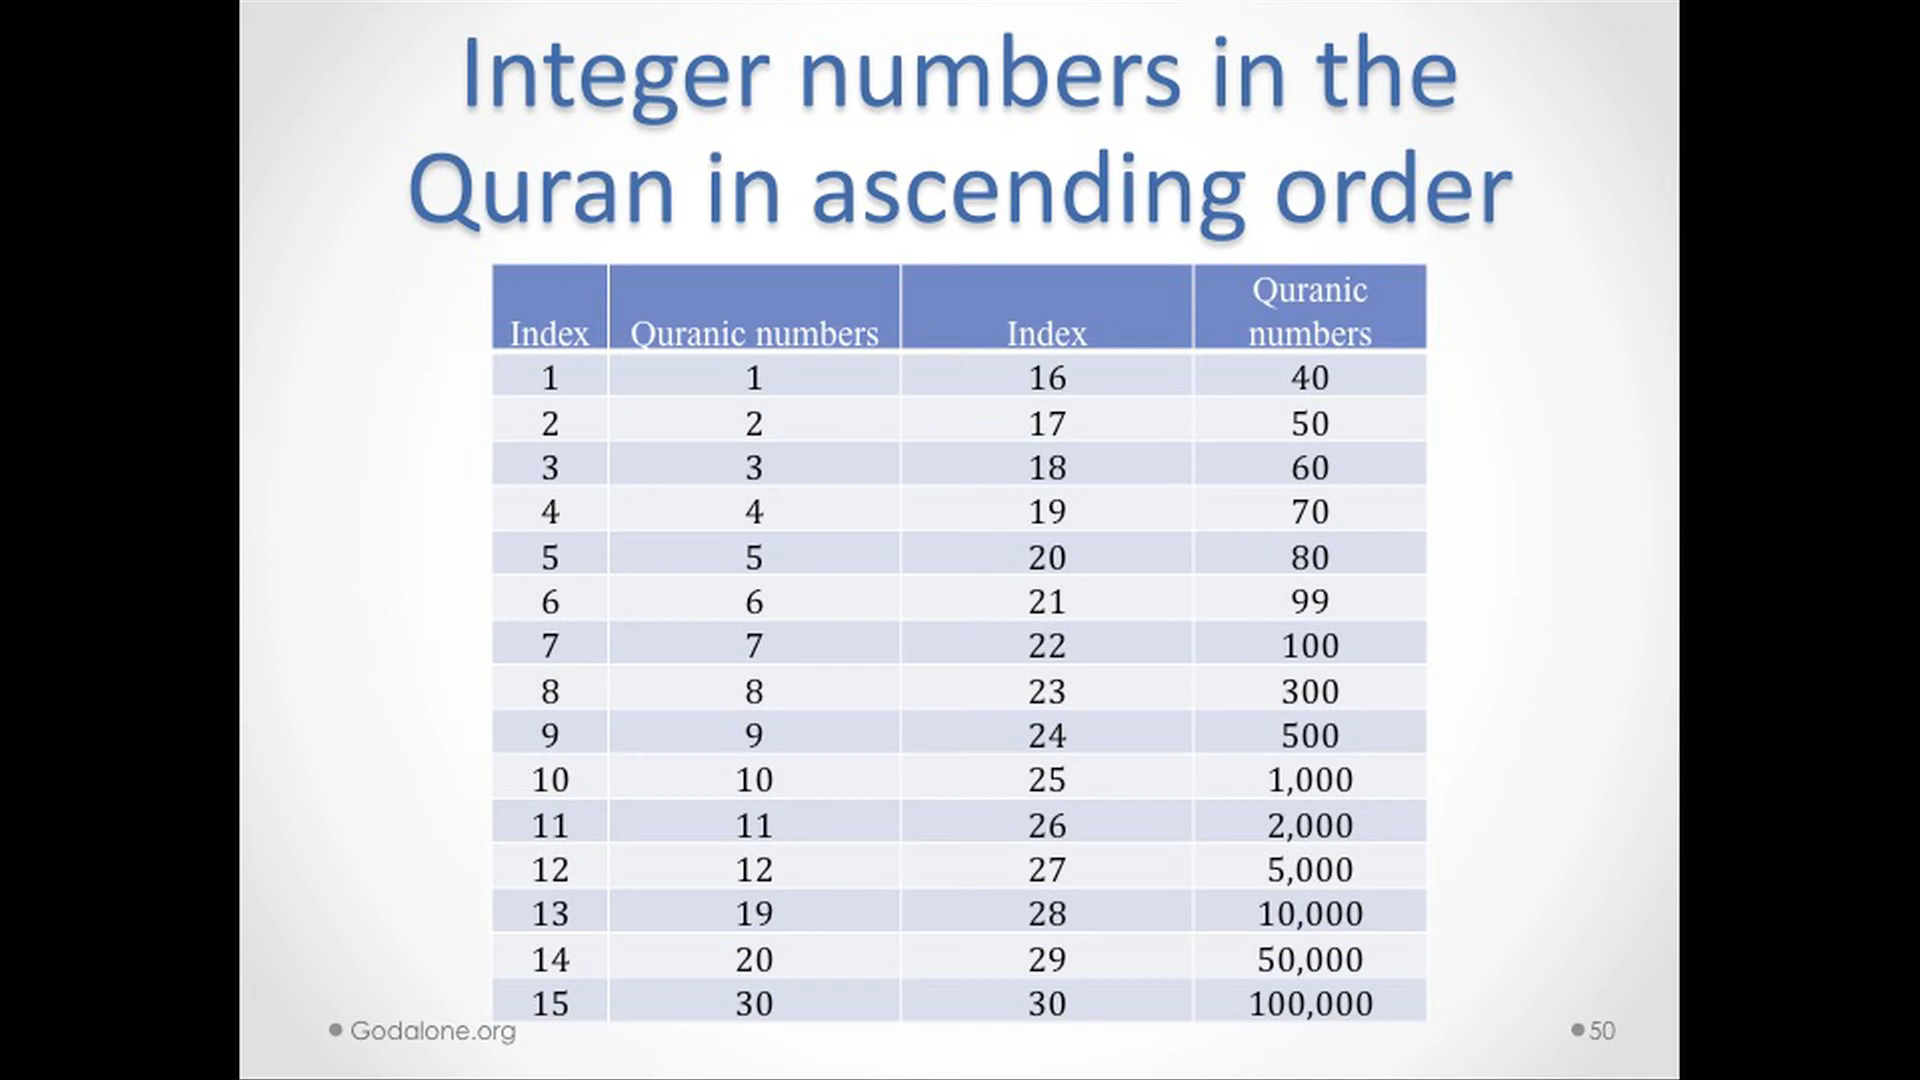 Integer numbers in the
Quran in ascending order
Index Quranic numbers Index Quranic numbers
1 1 16 40
2 2 17 50
3 3 18 60
4 4 19 70
5 5 20 80
6 6 21 99
7 7 22 100
8 8 23 300
9 9 24 500
10 10 25 1,000
11 11 26 2,000
12 12 27 5,000
13 19 28 10,000
14 20 29 50,000
15 30 30 100,000
Godalone.org
50